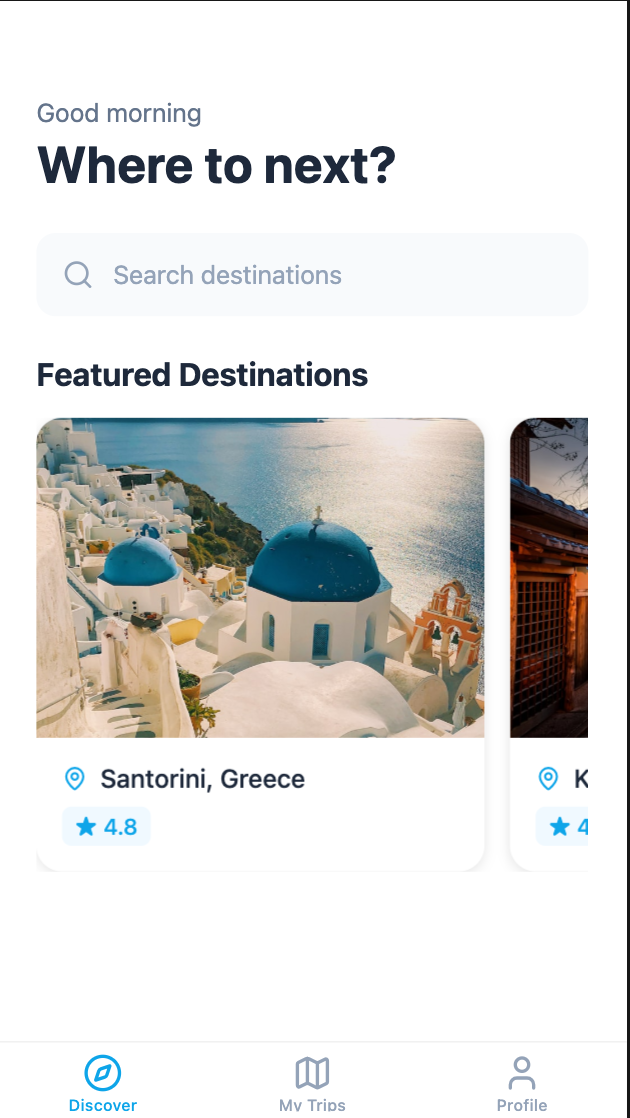 Good morning
Where to next?
Search destinations
Featured Destinations
Santorini, Greece
K
4.8
4
Discover
My Trips
Profile